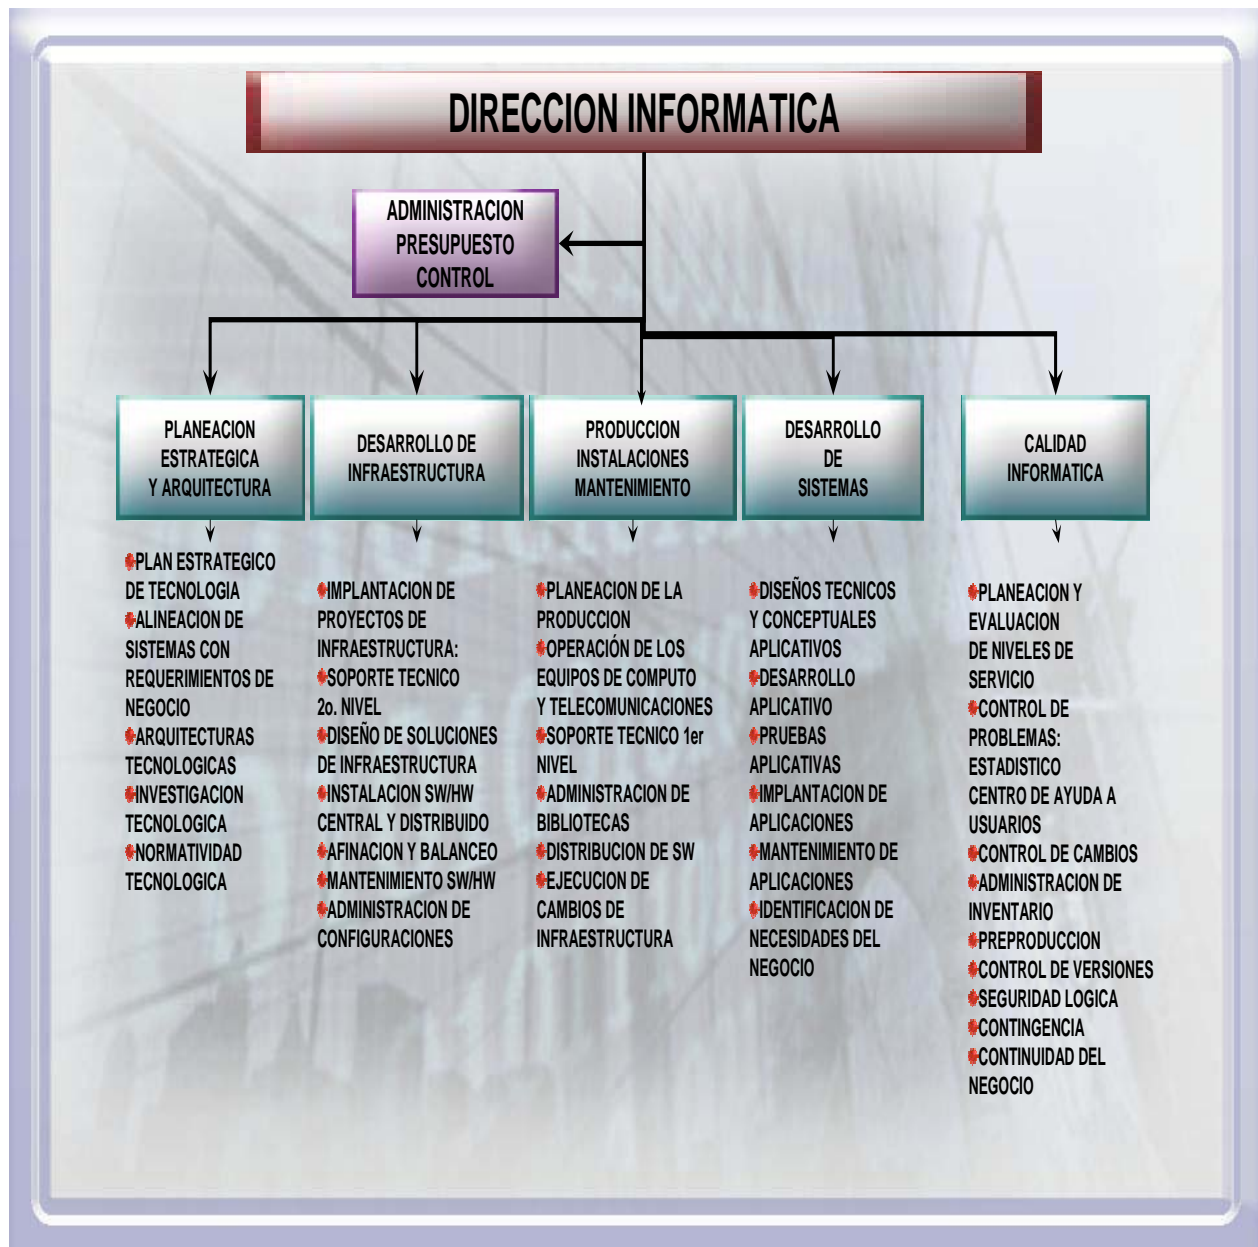 DIRECCION INFORMATICA
ADMINISTRACION
PRESUPUESTO
CONTROL
PLANEACION
ESTRATEGICA
Y ARQUITECTURA
DESARROLLO DE
INFRAESTRUCTURA
PRODUCCION
INSTALACIONES
MANTENIMIENTO
DESARROLLO
DE
SISTEMAS
CALIDAD
INFORMATICA
PLAN ESTRATEGICO
DE TECNOLOGIA
ALINEACION DE
SISTEMAS CON
REQUERIMIENTOS DE
NEGOCIO
ARQUITECTURAS
TECNOLOGICAS
INVESTIGACION
TECNOLOGICA
NORMATIVIDAD
TECNOLOGICA
IMPLANTACION DE
PROYECTOS DE
INFRAESTRUCTURA:
SOPORTE TECNICO
2o. NIVEL
DISEÑO DE SOLUCIONES
DE INFRAESTRUCTURA
INSTALACION SW/HW
CENTRAL Y DISTRIBUIDO
AFINACION Y BALANCEO
MANTENIMIENTO SW/HW
ADMINISTRACION DE
CONFIGURACIONES
PLANEACION DE LA
PRODUCCION
OPERACIÓN DE LOS
EQUIPOS DE COMPUTO
Y TELECOMUNICACIONES
SOPORTE TECNICO 1er
NIVEL
ADMINISTRACION DE
BIBLIOTECAS
DISTRIBUCION DE SW
EJECUCION DE
CAMBIOS DE
INFRAESTRUCTURA
DISEÑOS TECNICOS
Y CONCEPTUALES
APLICATIVOS
DESARROLLO
APLICATIVO
PRUEBAS
APLICATIVAS
IMPLANTACION DE
APLICACIONES
MANTENIMIENTO DE
APLICACIONES
IDENTIFICACION DE
NECESIDADES DEL
NEGOCIO
PLANEACION Y
EVALUACION
DE NIVELES DE
SERVICIO
CONTROL DE
PROBLEMAS:
ESTADISTICO
CENTRO DE AYUDA A
USUARIOS
CONTROL DE CAMBIOS
ADMINISTRACION DE
INVENTARIO
PREPRODUCCION
CONTROL DE VERSIONES
SEGURIDAD LOGICA
CONTINGENCIA
CONTINUIDAD DEL
NEGOCIO